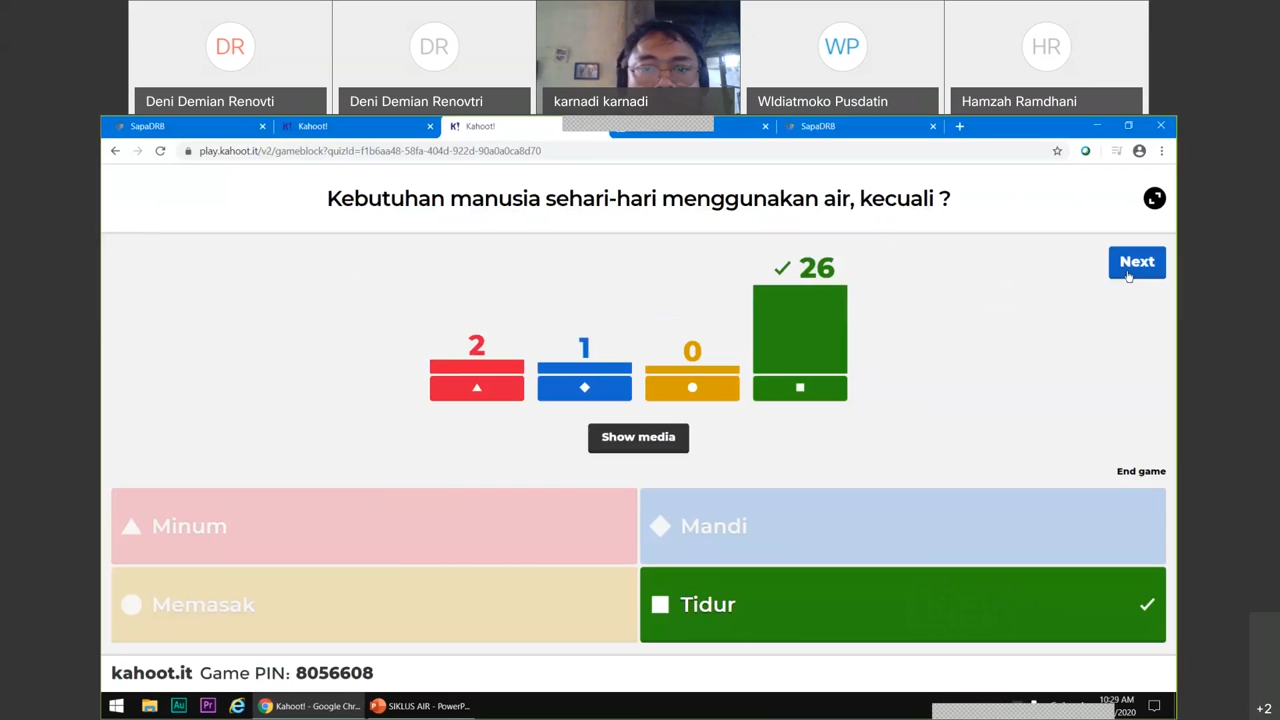 DR
DR
WP
HR
Deni Demian Renovti
Deni Demian Renovtri
karnadi karnadi
WIdiatmoko Pusdatin
Hamzah Ramdhani
SapaDRB
Kahoot!
K! Kahoot!
SapaDRB
play.kahoot.it/v2/gameblock?quizId=f1b6aa48-58fa-404d-922d-90a0a0ca8d70
Kebutuhan manusia sehari-hari menggunakan air, kecuali ?
Next
26
2
1
0
Show media
End game
Minum
Mandi
Memasak
Tidur
kahoot.it Game PIN: 8056608
Au
Pr
Kahoot! - Google Chr...
SIKLUS AIR - PowerP...
10:29 AM
/2020
+2